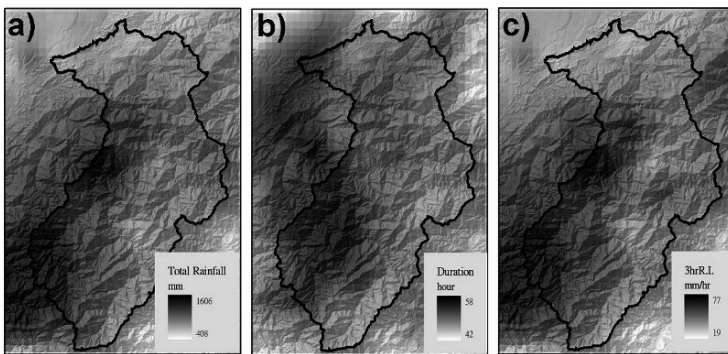 a)
Total Rainfall
mm
1606
408
b)
Duration
hour
58
42
c)
3hrR.I.
mm/hr
77
19